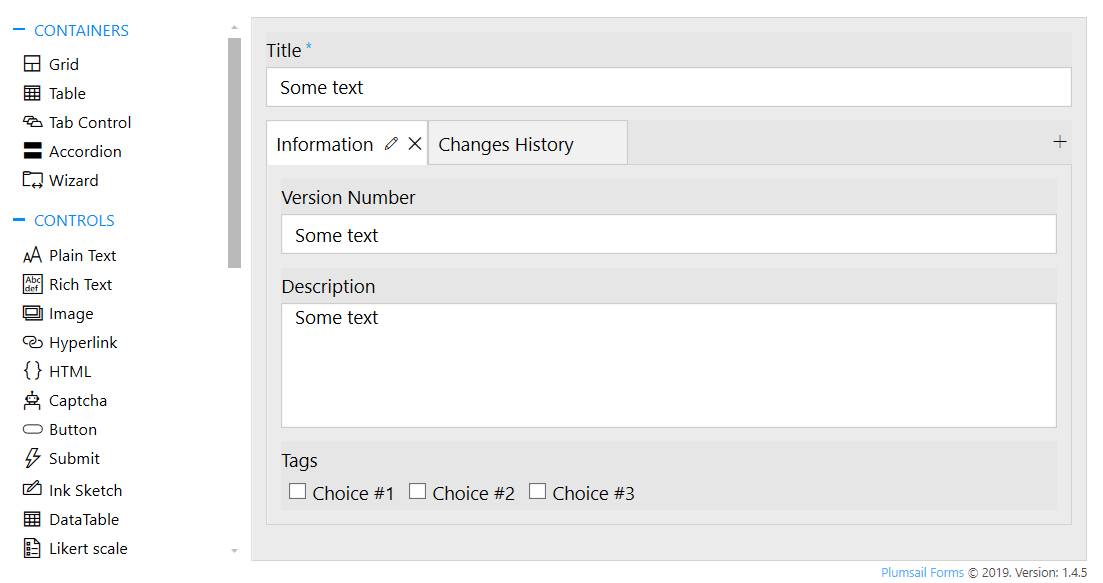 CONTAINERS
Grid
Table
Tab Control
Accordion
Wizard
CONTROLS
Plain Text
Abc
def
Rich Text
Image
Hyperlink
HTML
Captcha
Button
Submit
Ink Sketch
DataTable
Likert scale
Title *
Some text
Information
Changes History
Version Number
Some text
Description
Some text
Tags
Choice #1 Choice #2 Choice #3
Plumsail Forms © 2019. Version: 1.4.5